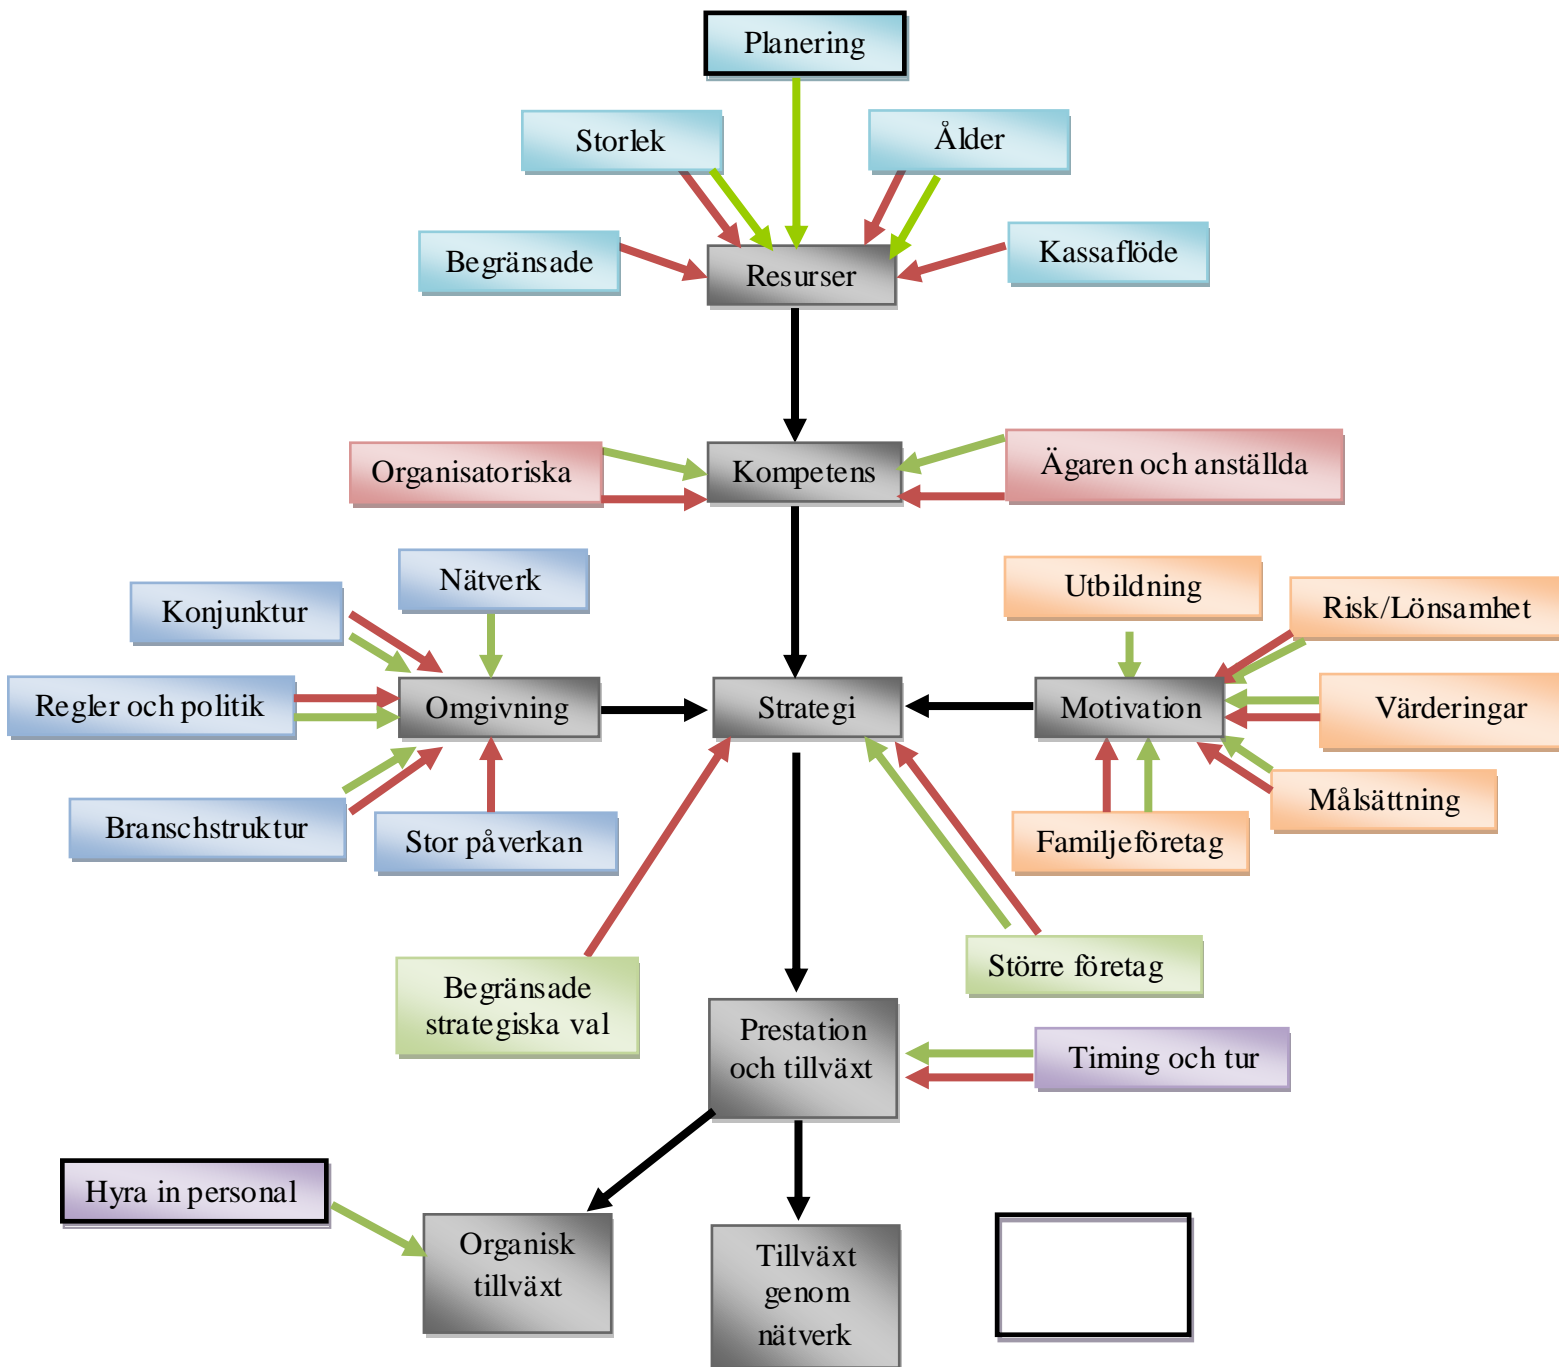 Planering
Storlek
Ålder
Begränsade
Kassaflöde
Resurser
Organisatoriska
Kompetens
Ägaren och anställda
Nätverk
Utbildning
Konjunktur
Risk/Lönsamhet
Regler och politik
Omgivning
Strategi
Motivation
Värderingar
Branschstruktur
Stor påverkan
Familjeföretag
Målsättning
Begränsade
strategiska val
Större företag
Prestation
och tillväxt
Timing och tur
Hyra in personal
Organisk
tillväxt
Tillväxt
genom
nätverk